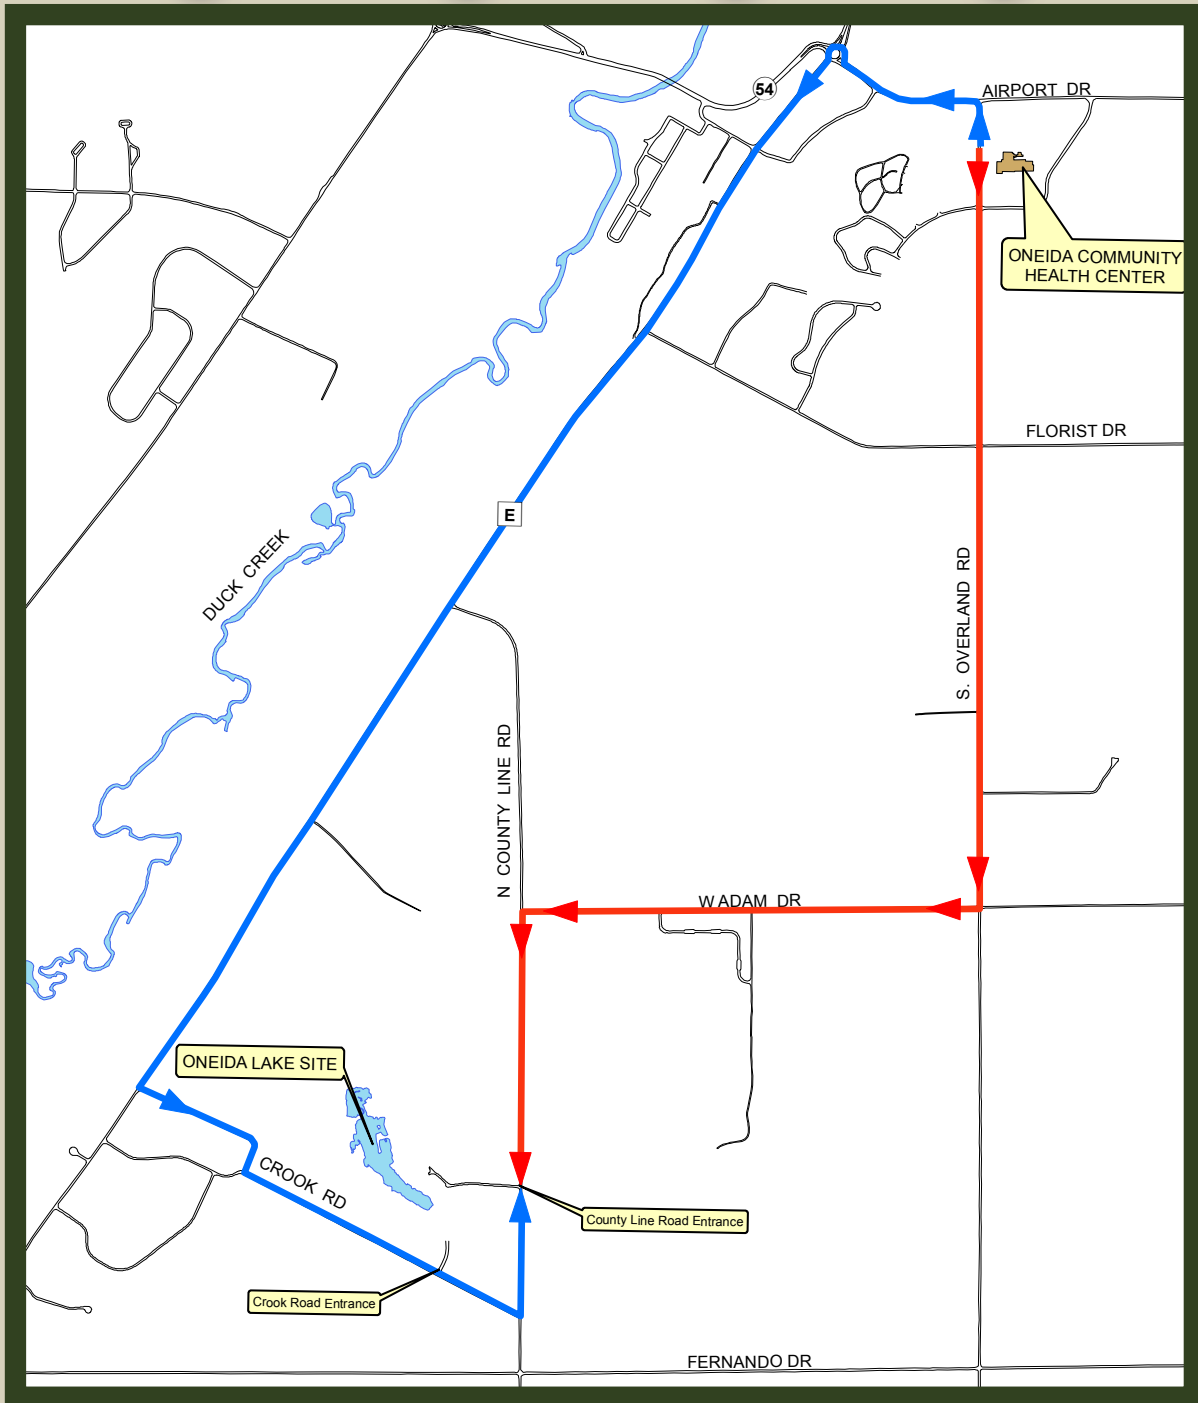 54
AIRPORT DR
ONEIDA COMMUNITY
HEALTH CENTER
FLORIST DR
E
DUCK CREEK
S. OVERLAND RD
N COUNTY LINE RD
W ADAM DR
ONEIDA LAKE SITE
CROOK RD
County Line Road Entrance
Crook Road Entrance
FERNANDO DR